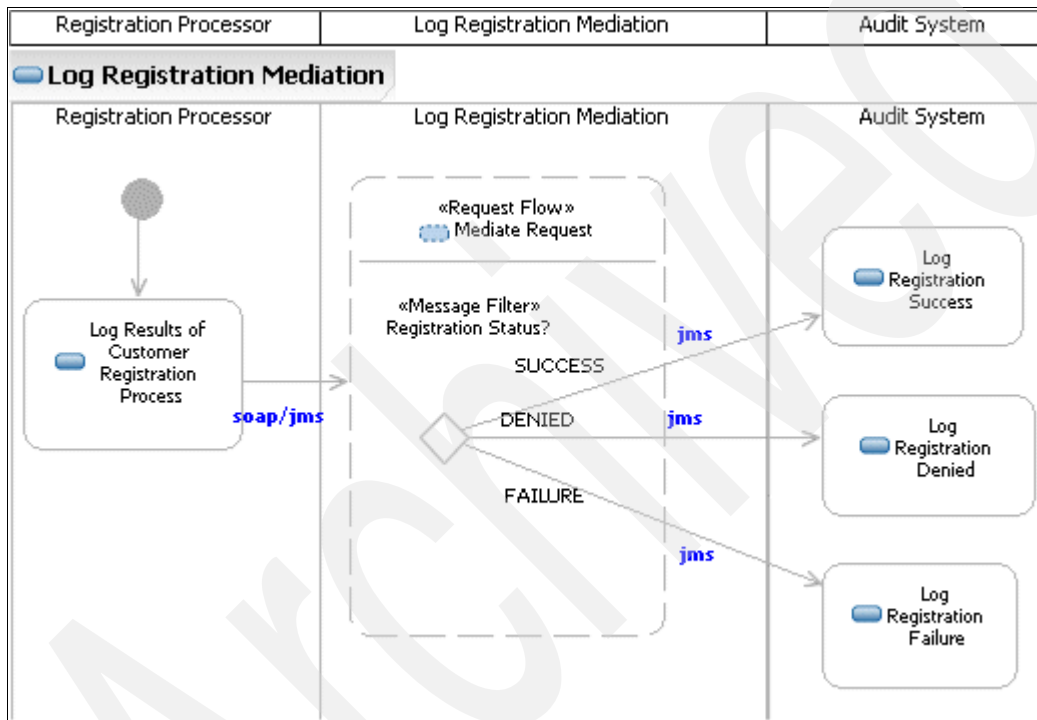 Registration Processor
Log Registration Mediation
Audit System
Log Registration Mediation
Registration Processor
Log Registration Mediation
Audit System
«Request Flow»
Mediate Request
«Message Filter»
Registration Status?
SUCCESS
DENIED
FAILURE
Log Results of
Customer
Registration
Process
soap/jms
jms
jms
jms
Log
Registration
Success
Log
Registration
Denied
Log
Registration
Failure
Archived